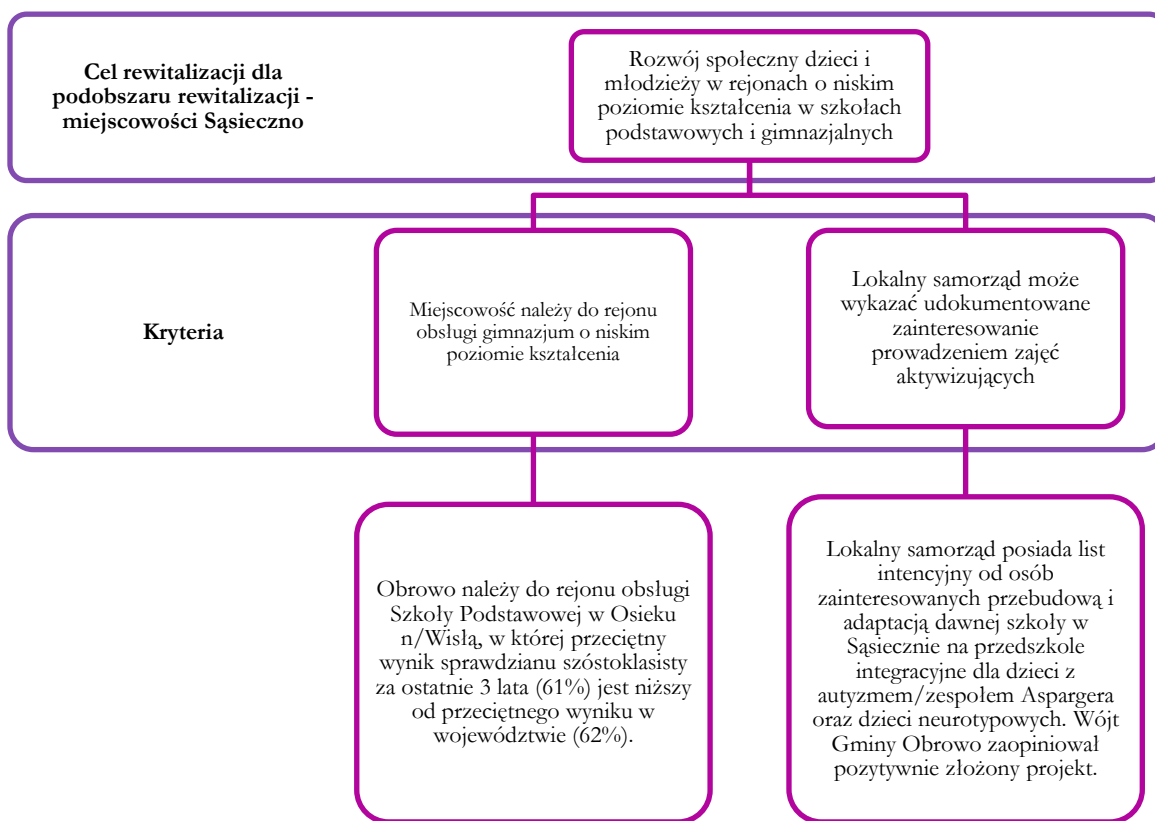 Cel rewitalizacji dla
podobszaru rewitalizacji -
miejscowości Sąsieczno
Rozwój społeczny dzieci i
młodzieży w rejonach o niskim
poziomie kształcenia w szkołach
podstawowych i gimnazjalnych
Kryteria
Miejscowość należy do rejonu
obsługi gimnazjum o niskim
poziomie kształcenia
Lokalny samorząd może
wykazać udokumentowane
zainteresowanie
prowadzeniem zajęć
aktywizujących
Obrowo należy do rejonu obsługi
Szkoły Podstawowej w Osieku
n/Wisłą, w której przeciętny
wynik sprawdzianu szóstoklasisty
za ostatnie 3 lata (61%) jest niższy
od przeciętnego wyniku w
województwie (62%).
Lokalny samorząd posiada list
intencyjny od osób
zainteresowanych przebudową i
adaptacją dawnej szkoły w
Sąsiecznie na przedszkole
integracyjne dla dzieci z
autyzmem/zespołem Aspargera
oraz dzieci neurotypowych. Wójt
Gminy Obrowo zaopiniował
pozytywnie złożony projekt.